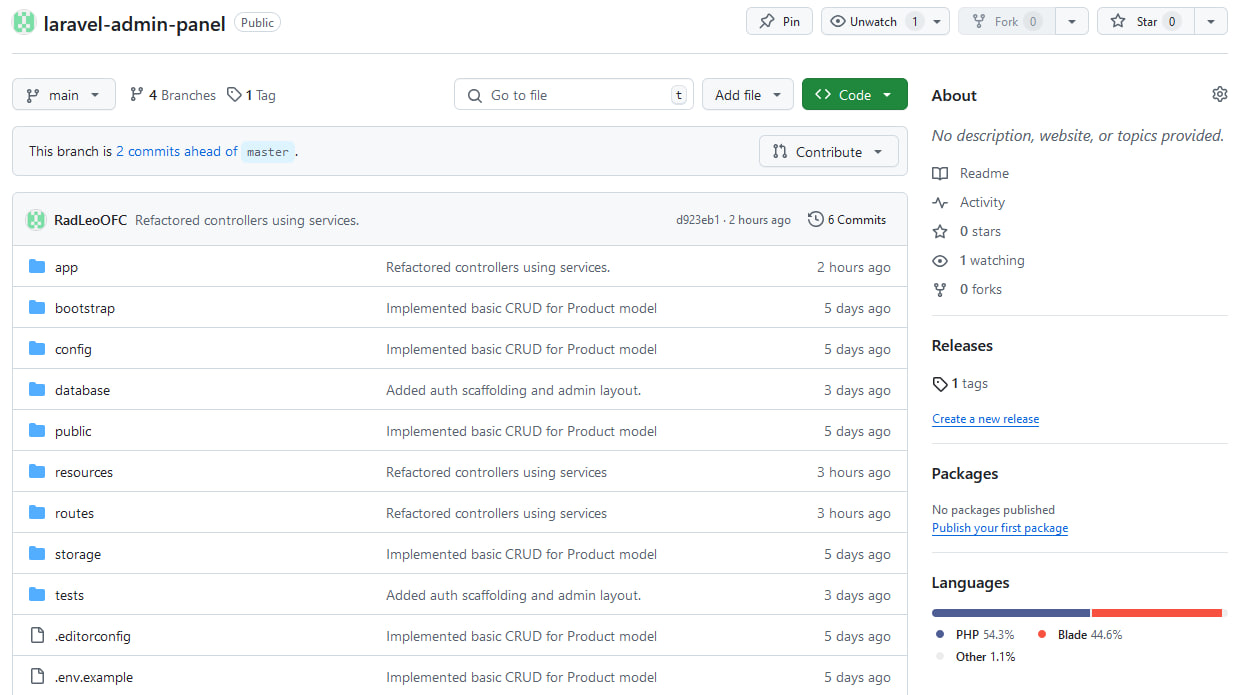 laravel-admin-panel Public Pin Unwatch 1 Fork 0 Star 0
main 4 Branches 1 Tag Go to file t Add file Code
This branch is 2 commits ahead of master . Contribute
RadLeoOFC Refactored controllers using services. d923eb1 · 2 hours ago 6 Commits
app Refactored controllers using services. 2 hours ago
bootstrap Implemented basic CRUD for Product model 5 days ago
config Implemented basic CRUD for Product model 5 days ago
database Added auth scaffolding and admin layout. 3 days ago
public Implemented basic CRUD for Product model 5 days ago
resources Refactored controllers using services 3 hours ago
routes Refactored controllers using services 3 hours ago
storage Implemented basic CRUD for Product model 5 days ago
tests Added auth scaffolding and admin layout. 3 days ago
.editorconfig Implemented basic CRUD for Product model 5 days ago
.env.example Implemented basic CRUD for Product model 5 days ago
About
No description, website, or topics provided.
Readme
Activity
0 stars
1 watching
0 forks
Releases
1 tags
Create a new release
Packages
No packages published
Publish your first package
Languages
PHP 54.3% Blade 44.6%
Other 1.1%